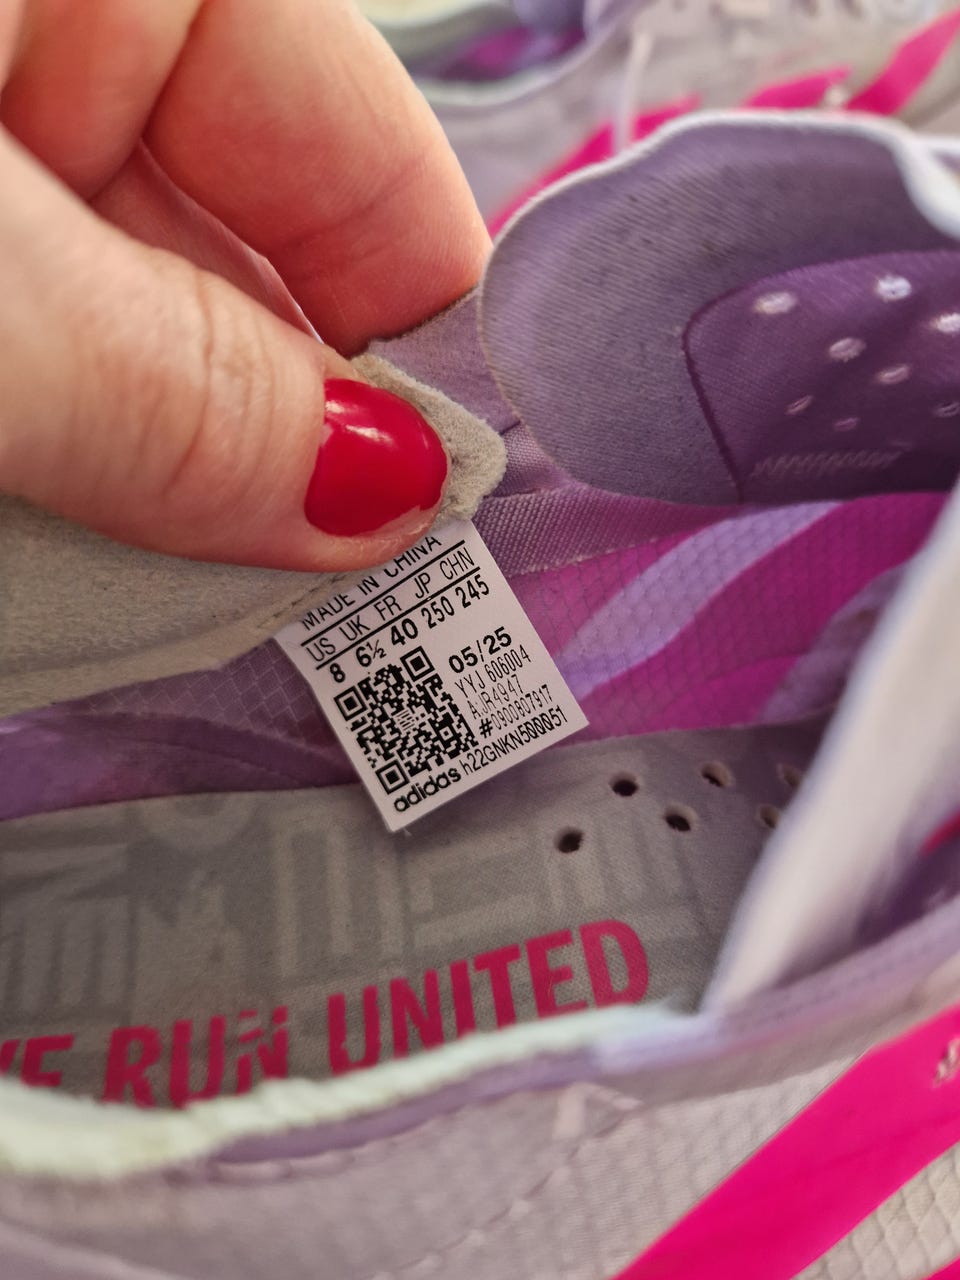 MADE IN CHINA
US UK FR JP CHN
8 6½ 40 250 245
05/25
YYJ 606004
AJR4947
#0900807917
adidas h22GNKN500051
RUN UNITED